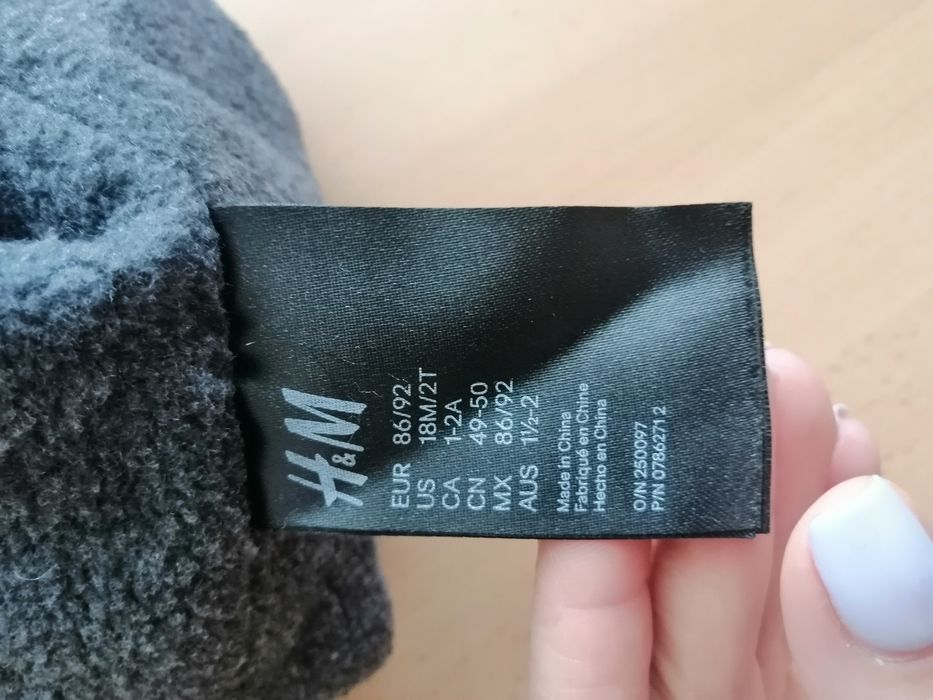 H&M
EUR 86/92
US 18M/2T
CA 1-2A
CN 49-50
MX 86/92
AUS 1½-2
Made in China
Fabriqué en Chine
Hecho en China
O/N 250097
P/N 0786271 2